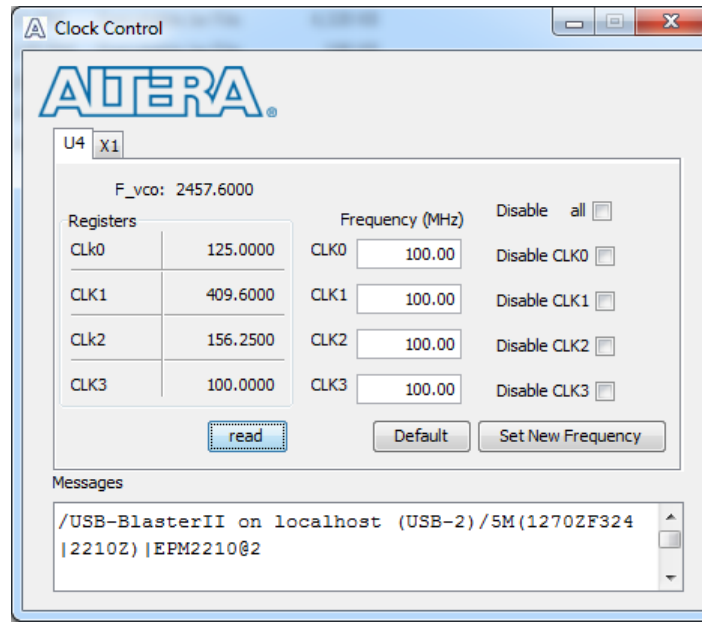 Clock Control
ALTERA®
U4 X1
F_vco: 2457.6000
Registers Frequency (MHz) Disable all
CLk0 125.0000 CLK0 100.00 Disable CLK0
CLK1 409.6000 CLK1 100.00 Disable CLK1
CLk2 156.2500 CLK2 100.00 Disable CLK2
CLK3 100.0000 CLK3 100.00 Disable CLK3
read Default Set New Frequency
Messages
/USB-BlasterII on localhost (USB-2)/5M(1270ZF324
|2210Z)|EPM2210@2